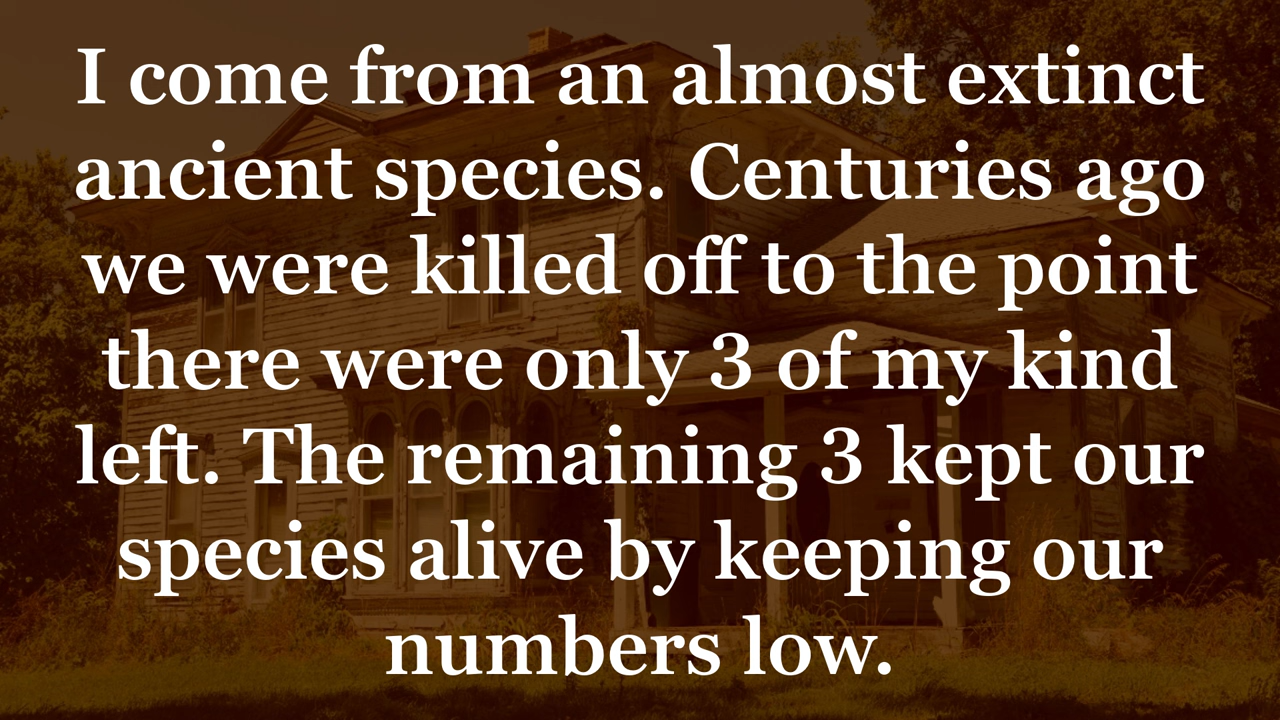 I come from an almost extinct
ancient species. Centuries ago
we were killed off to the point
there were only 3 of my kind
left. The remaining 3 kept our
species alive by keeping our
numbers low.